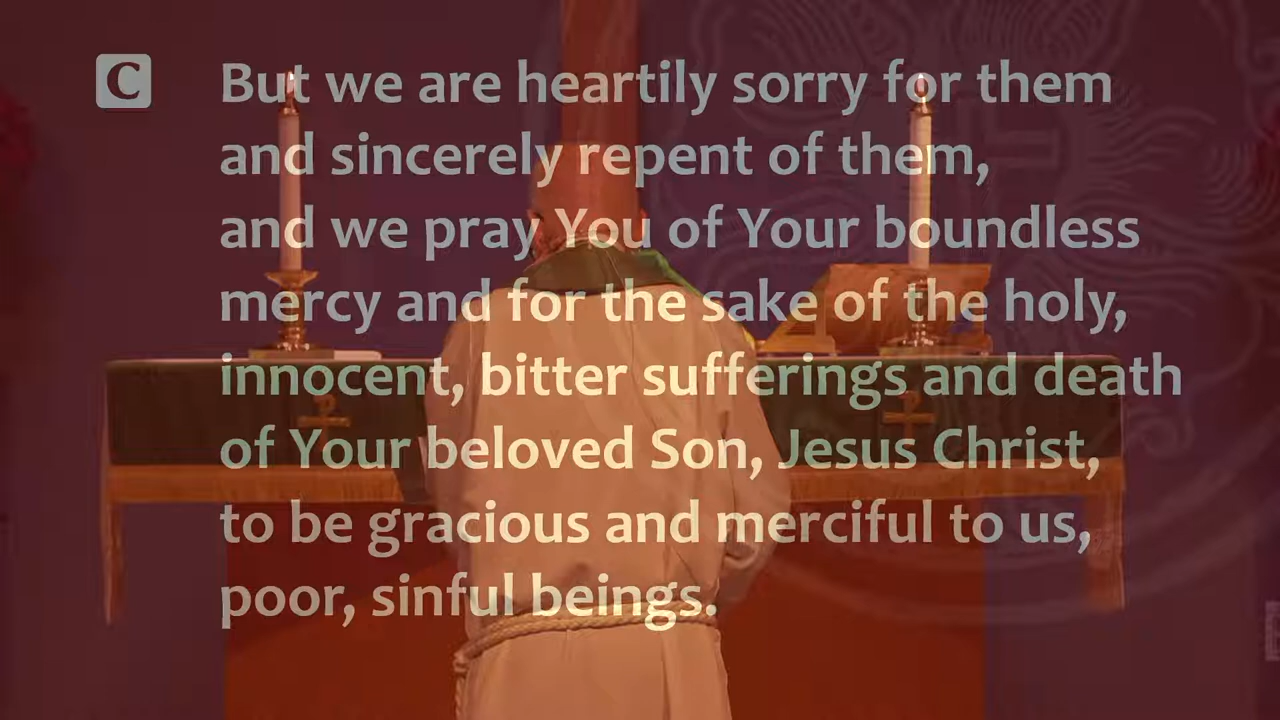 C But we are heartily sorry for them
and sincerely repent of them,
and we pray You of Your boundless
mercy and for the sake of the holy,
innocent, bitter sufferings and death
of Your beloved Son, Jesus Christ,
to be gracious and merciful to us,
poor, sinful beings.